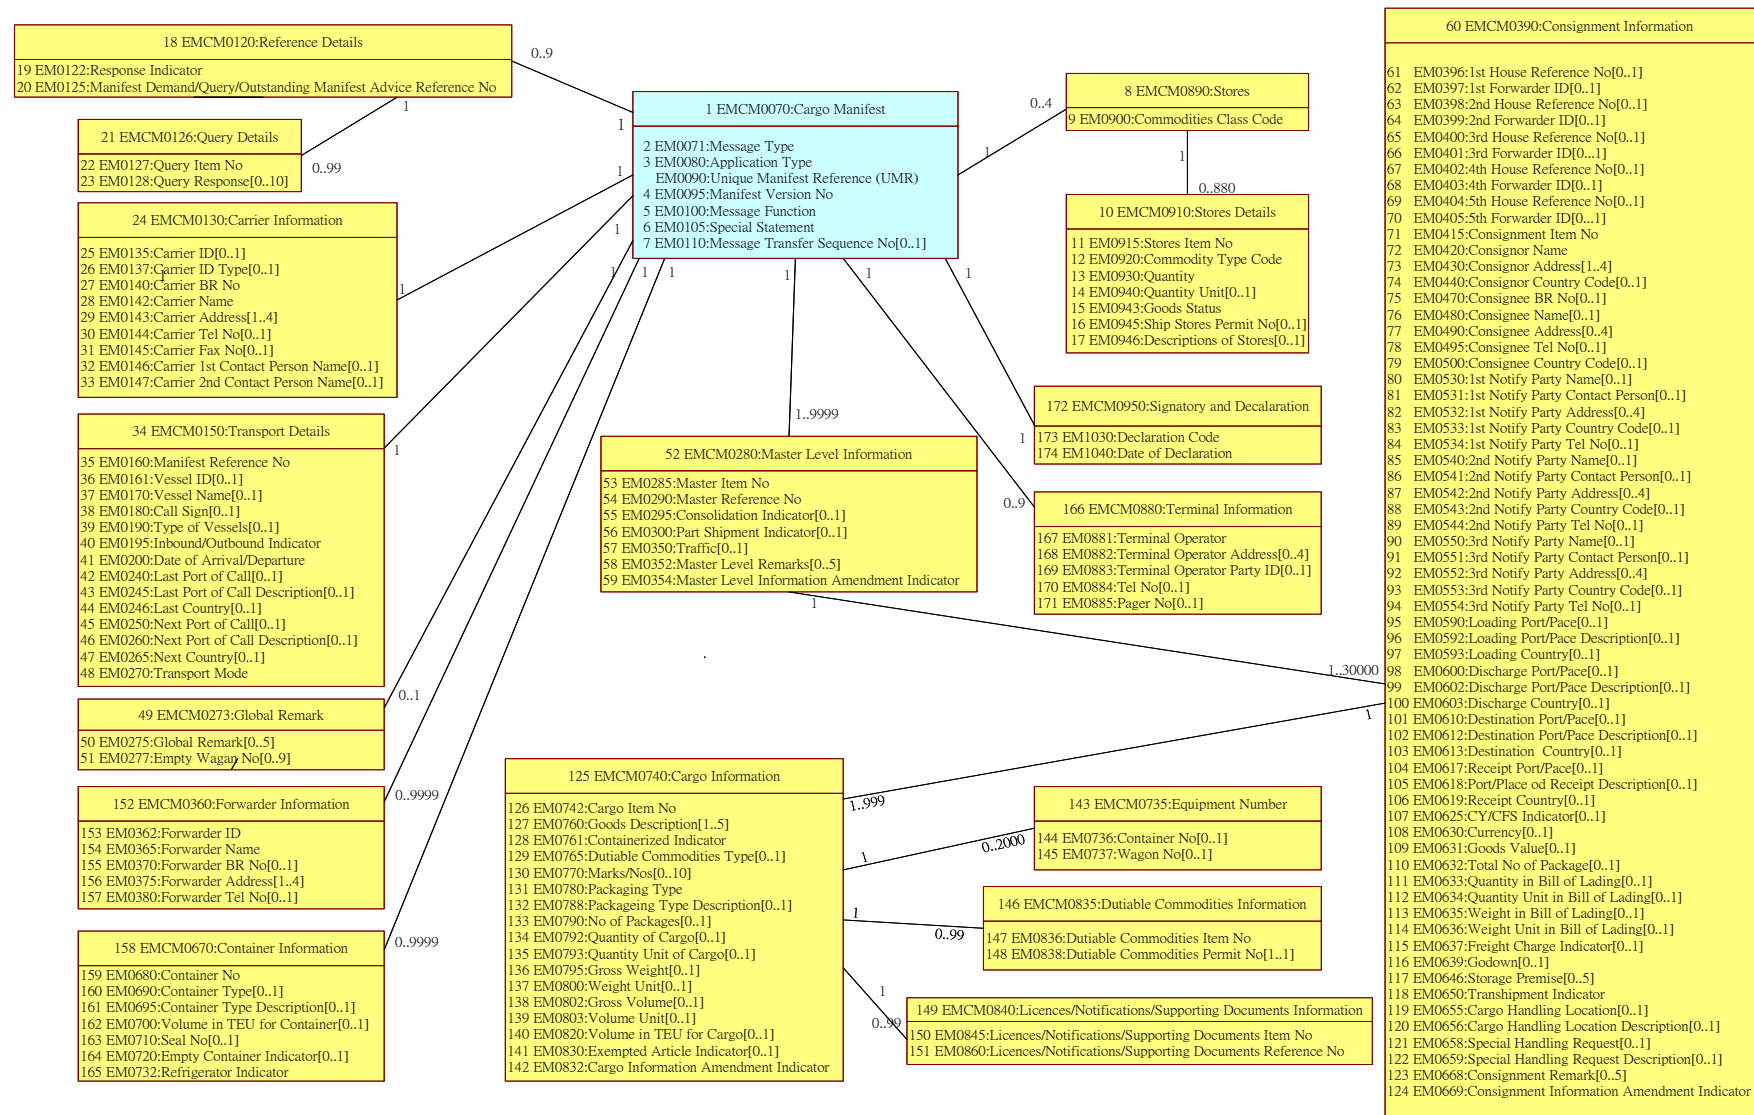 18 EMCM0120:Reference Details
19 EM0122:Response Indicator
20 EM0125:Manifest Demand/Query/Outstanding Manifest Advice Reference No
0..9
1
1
21 EMCM0126:Query Details
22 EM0127:Query Item No
23 EM0128:Query Response[0..10]
0..99
24 EMCM0130:Carrier Information
25 EM0135:Carrier ID[0..1]
26 EM0137:Carrier ID Type[0..1]
27 EM0140:Carrier BR No
28 EM0142:Carrier Name
29 EM0143:Carrier Address[1..4]
30 EM0144:Carrier Tel No[0..1]
31 EM0145:Carrier Fax No[0..1]
32 EM0146:Carrier 1st Contact Person Name[0..1]
33 EM0147:Carrier 2nd Contact Person Name[0..1]
1
1
1
34 EMCM0150:Transport Details
35 EM0160:Manifest Reference No
36 EM0161:Vessel ID[0..1]
37 EM0170:Vessel Name[0..1]
38 EM0180:Call Sign[0..1]
39 EM0190:Type of Vessels[0..1]
40 EM0195:Inbound/Outbound Indicator
41 EM0200:Date of Arrival/Departure
42 EM0240:Last Port of Call[0..1]
43 EM0245:Last Port of Call Description[0..1]
44 EM0246:Last Country[0..1]
45 EM0250:Next Port of Call[0..1]
46 EM0260:Next Port of Call Description[0..1]
47 EM0265:Next Country[0..1]
48 EM0270:Transport Mode
1
1
49 EMCM0273:Global Remark
50 EM0275:Global Remark[0..5]
51 EM0277:Empty Wagan No[0..9]
0..1
1
152 EMCM0360:Forwarder Information
153 EM0362:Forwarder ID
154 EM0365:Forwarder Name
155 EM0370:Forwarder BR No[0..1]
156 EM0375:Forwarder Address[1..4]
157 EM0380:Forwarder Tel No[0..1]
0..9999
1
158 EMCM0670:Container Information
159 EM0680:Container No
160 EM0690:Container Type[0..1]
161 EM0695:Container Type Description[0..1]
162 EM0700:Volume in TEU for Container[0..1]
163 EM0710:Seal No[0..1]
164 EM0720:Empty Container Indicator[0..1]
165 EM0732:Refrigerator Indicator
0..9999
1
1 EMCM0070:Cargo Manifest
2 EM0071:Message Type
3 EM0080:Application Type
EM0090:Unique Manifest Reference (UMR)
4 EM0095:Manifest Version No
5 EM0100:Message Function
6 EM0105:Special Statement
7 EM0110:Message Transfer Sequence No[0..1]
1
1..9999
52 EMCM0280:Master Level Information
53 EM0285:Master Item No
54 EM0290:Master Reference No
55 EM0295:Consolidation Indicator[0..1]
56 EM0300:Part Shipment Indicator[0..1]
57 EM0350:Traffic[0..1]
58 EM0352:Master Level Remarks[0..5]
59 EM0354:Master Level Information Amendment Indicator
1
1..30000
125 EMCM0740:Cargo Information
126 EM0742:Cargo Item No
127 EM0760:Goods Description[1..5]
128 EM0761:Containerized Indicator
129 EM0765:Dutiable Commodities Type[0..1]
130 EM0770:Marks/Nos[0..10]
131 EM0780:Packaging Type
132 EM0788:Packageing Type Description[0..1]
133 EM0790:No of Packages[0..1]
134 EM0792:Quantity of Cargo[0..1]
135 EM0793:Quantity Unit of Cargo[0..1]
136 EM0795:Gross Weight[0..1]
137 EM0800:Weight Unit[0..1]
138 EM0802:Gross Volume[0..1]
139 EM0803:Volume Unit[0..1]
140 EM0820:Volume in TEU for Cargo[0..1]
141 EM0830:Exempted Article Indicator[0..1]
142 EM0832:Cargo Information Amendment Indicator
1
1..999
0..4
1
8 EMCM0890:Stores
9 EM0900:Commodities Class Code
1
0..880
10 EMCM0910:Stores Details
11 EM0915:Stores Item No
12 EM0920:Commodity Type Code
13 EM0930:Quantity
14 EM0940:Quantity Unit[0..1]
15 EM0943:Goods Status
16 EM0945:Ship Stores Permit No[0..1]
17 EM0946:Descriptions of Stores[0..1]
1
1
172 EMCM0950:Signatory and Decalaration
173 EM1030:Declaration Code
174 EM1040:Date of Declaration
1
0..9
166 EMCM0880:Terminal Information
167 EM0881:Terminal Operator
168 EM0882:Terminal Operator Address[0..4]
169 EM0883:Terminal Operator Party ID[0..1]
170 EM0884:Tel No[0..1]
171 EM0885:Pager No[0..1]
1
0..2000
143 EMCM0735:Equipment Number
144 EM0736:Container No[0..1]
145 EM0737:Wagon No[0..1]
1
0..99
146 EMCM0835:Dutiable Commodities Information
147 EM0836:Dutiable Commodities Item No
148 EM0838:Dutiable Commodities Permit No[1..1]
1
0..99
149 EMCM0840:Licences/Notifications/Supporting Documents Information
150 EM0845:Licences/Notifications/Supporting Documents Item No
151 EM0860:Licences/Notifications/Supporting Documents Reference No
60 EMCM0390:Consignment Information
61 EM0396:1st House Reference No[0..1]
62 EM0397:1st Forwarder ID[0..1]
63 EM0398:2nd House Reference No[0..1]
64 EM0399:2nd Forwarder ID[0..1]
65 EM0400:3rd House Reference No[0..1]
66 EM0401:3rd Forwarder ID[0...1]
67 EM0402:4th House Reference No[0..1]
68 EM0403:4th Forwarder ID[0..1]
69 EM0404:5th House Reference No[0..1]
70 EM0405:5th Forwarder ID[0...1]
71 EM0415:Consignment Item No
72 EM0420:Consignor Name
73 EM0430:Consignor Address[1..4]
74 EM0440:Consignor Country Code[0..1]
75 EM0470:Consignee BR No[0..1]
76 EM0480:Consignee Name[0..1]
77 EM0490:Consignee Address[0..4]
78 EM0495:Consignee Tel No[0..1]
79 EM0500:Consignee Country Code[0..1]
80 EM0530:1st Notify Party Name[0..1]
81 EM0531:1st Notify Party Contact Person[0..1]
82 EM0532:1st Notify Party Address[0..4]
83 EM0533:1st Notify Party Country Code[0..1]
84 EM0534:1st Notify Party Tel No[0..1]
85 EM0540:2nd Notify Party Name[0..1]
86 EM0541:2nd Notify Party Contact Person[0..1]
87 EM0542:2nd Notify Party Address[0..4]
88 EM0543:2nd Notify Party Country Code[0..1]
89 EM0544:2nd Notify Party Tel No[0..1]
90 EM0550:3rd Notify Party Name[0..1]
91 EM0551:3rd Notify Party Contact Person[0..1]
92 EM0552:3rd Notify Party Address[0..4]
93 EM0553:3rd Notify Party Country Code[0..1]
94 EM0554:3rd Notify Party Tel No[0..1]
95 EM0590:Loading Port/Pace[0..1]
96 EM0592:Loading Port/Pace Description[0..1]
97 EM0593:Loading Country[0..1]
98 EM0600:Discharge Port/Pace[0..1]
99 EM0602:Discharge Port/Pace Description[0..1]
100 EM0603:Discharge Country[0..1]
101 EM0610:Destination Port/Pace[0..1]
102 EM0612:Destination Port/Pace Description[0..1]
103 EM0613:Destination Country[0..1]
104 EM0617:Receipt Port/Pace[0..1]
105 EM0618:Port/Place od Receipt Description[0..1]
106 EM0619:Receipt Country[0..1]
107 EM0625:CY/CFS Indicator[0..1]
108 EM0630:Currency[0..1]
109 EM0631:Goods Value[0..1]
110 EM0632:Total No of Package[0..1]
111 EM0633:Quantity in Bill of Lading[0..1]
112 EM0634:Quantity Unit in Bill of Lading[0..1]
113 EM0635:Weight in Bill of Lading[0..1]
114 EM0636:Weight Unit in Bill of Lading[0..1]
115 EM0637:Freight Charge Indicator[0..1]
116 EM0639:Godown[0..1]
117 EM0646:Storage Premise[0..5]
118 EM0650:Transhipment Indicator
119 EM0655:Cargo Handling Location[0..1]
120 EM0656:Cargo Handling Location Description[0..1]
121 EM0658:Special Handling Request[0..1]
122 EM0659:Special Handling Request Description[0..1]
123 EM0668:Consignment Remark[0..5]
124 EM0669:Consignment Information Amendment Indicator